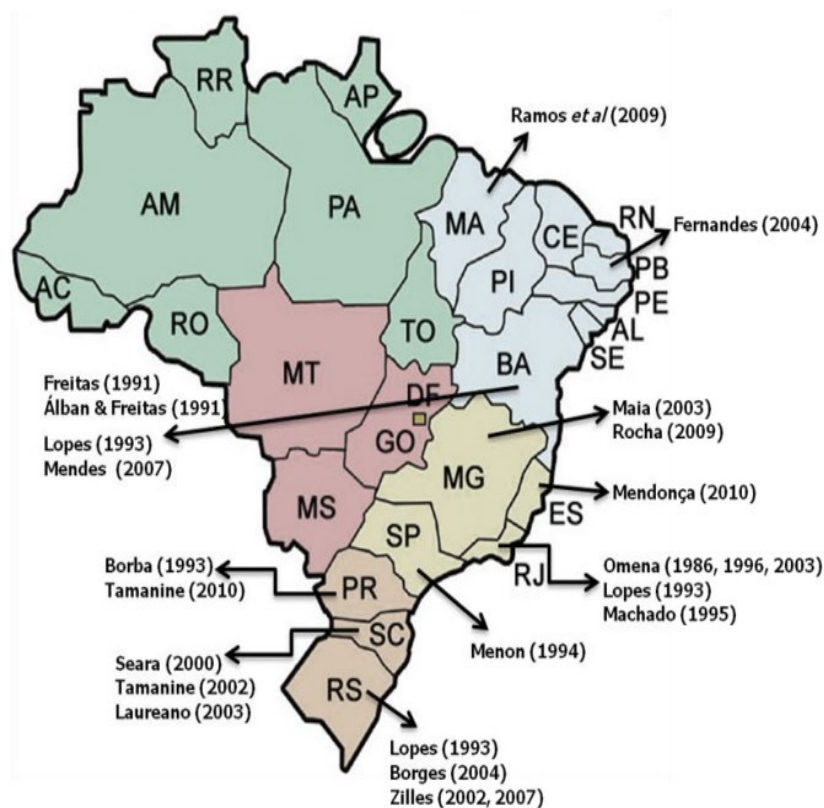 RR
AP
Ramos et al (2009)
AM
PA
MA
CE
RN
Fernandes (2004)
PI
PB
AC
PE
RO
TO
AL
SE
BA
MT
Freitas (1991)
Álban & Freitas (1991)
DF
Maia (2003)
Rocha (2009)
Lopes (1993)
Mendes (2007)
GO
MG
Mendonça (2010)
MS
ES
SP
Borba (1993)
Tamanine (2010)
PR
RJ
Omena (1986, 1996, 2003)
Lopes (1993)
Machado (1995)
SC
Menon (1994)
Seara (2000)
Tamanine (2002)
Laureano (2003)
RS
Lopes (1993)
Borges (2004)
Zilles (2002, 2007)